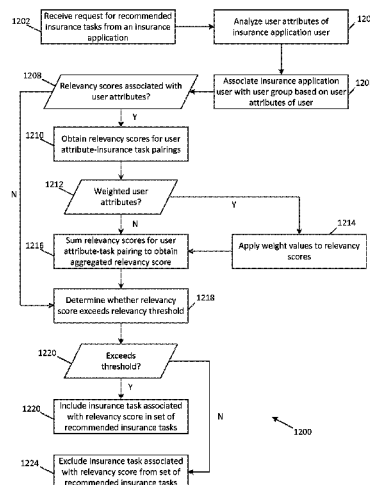 1202
Receive request for recommended
insurance tasks from an insurance
application
Analyze user attributes of
insurance application user
120
Associate insurance application
user with user group based on user
attributes of user
120
1208
Relevancy scores associated with
user attributes?
Y
N
1210
Obtain relevancy scores for user
attribute-insurance task pairings
1212
Weighted user
attributes?
Y
N
1214
Apply weight values to relevancy
scores
1216
Sum relevancy scores for user
attribute-task pairing to obtain
aggregated relevancy score
1218
Determine whether relevancy
score exceeds relevancy threshold
1220
Exceeds
threshold?
Y
N
1220
Include insurance task associated
with relevancy score in set of
recommended insurance tasks
1200
1224
Exclude insurance task associated
with relevancy score from set of
recommended insurance tasks